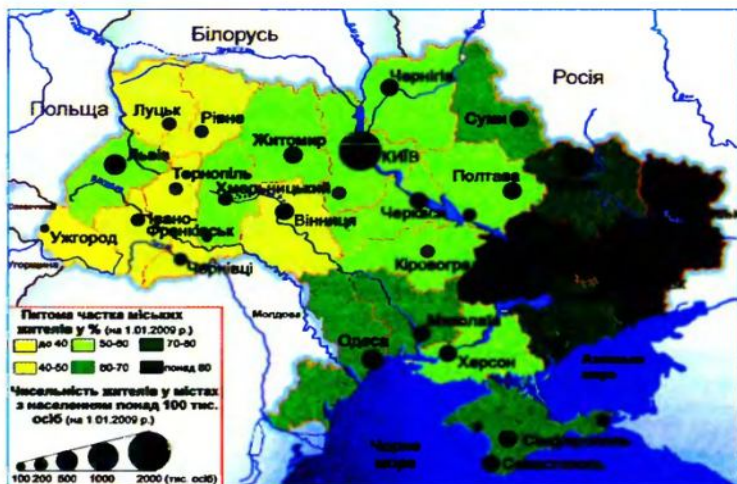 Білорусь
Росія
Польща
Чернігів
Луцьк
Рівне
Суми
Житомир
КИЇВ
Львів
Тернопіль
Хмельницький
Полтава
Черкаси
Івано-
Франківськ
Вінниця
Ужгород
Чернівці
Кіровогра
Молдова
Миколаїв
Одеса
Херсон
Азовське
море
Чорне
море
Сімферополь
Севастополь
Угорщина
Питома частка міських
жителів у % (на 1.01.2009 р.)
до 40
50-60
70-80
40-50
60-70
понад 80
Чисельність жителів у містах
з населенням понад 100 тис.
осіб (на 1.01.2009 р.)
100 200 500 1000 2000 (тис. осіб)